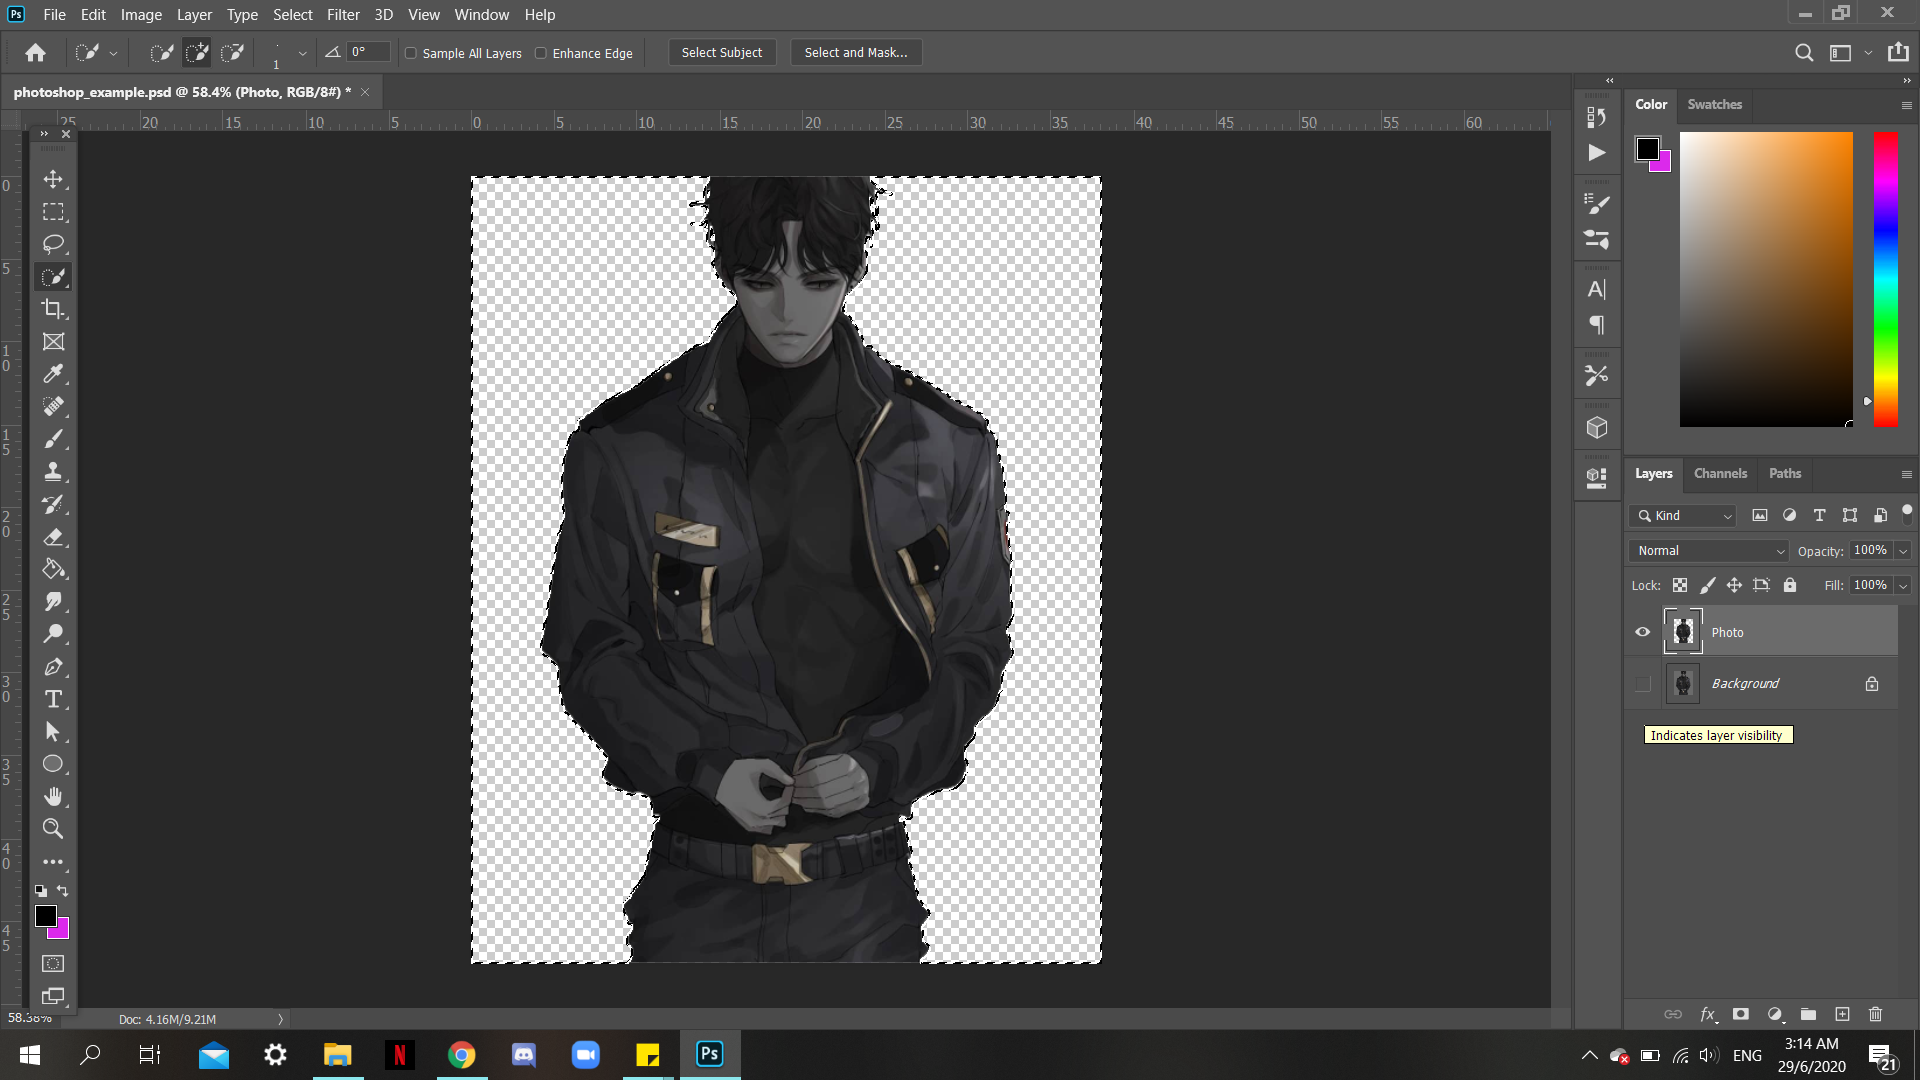 Ps File Edit Image Layer Type Select Filter 3D View Window Help
1 0° Sample All Layers Enhance Edge Select Subject Select and Mask...
photoshop_example.psd @ 58.4% (Photo, RGB/8#) *
25 20 15 10 5 0 5 10 15 20 25 30 35 40 45 50 55 60
0
5
10
15
20
25
30
35
40
45
Color Swatches
Layers Channels Paths
Kind
Normal Opacity: 100%
Lock: Fill: 100%
Photo
Background
Indicates layer visibility
fx
58.38% Doc: 4.16M/9.21M
N Ps ENG
3:14 AM
29/6/2020
21